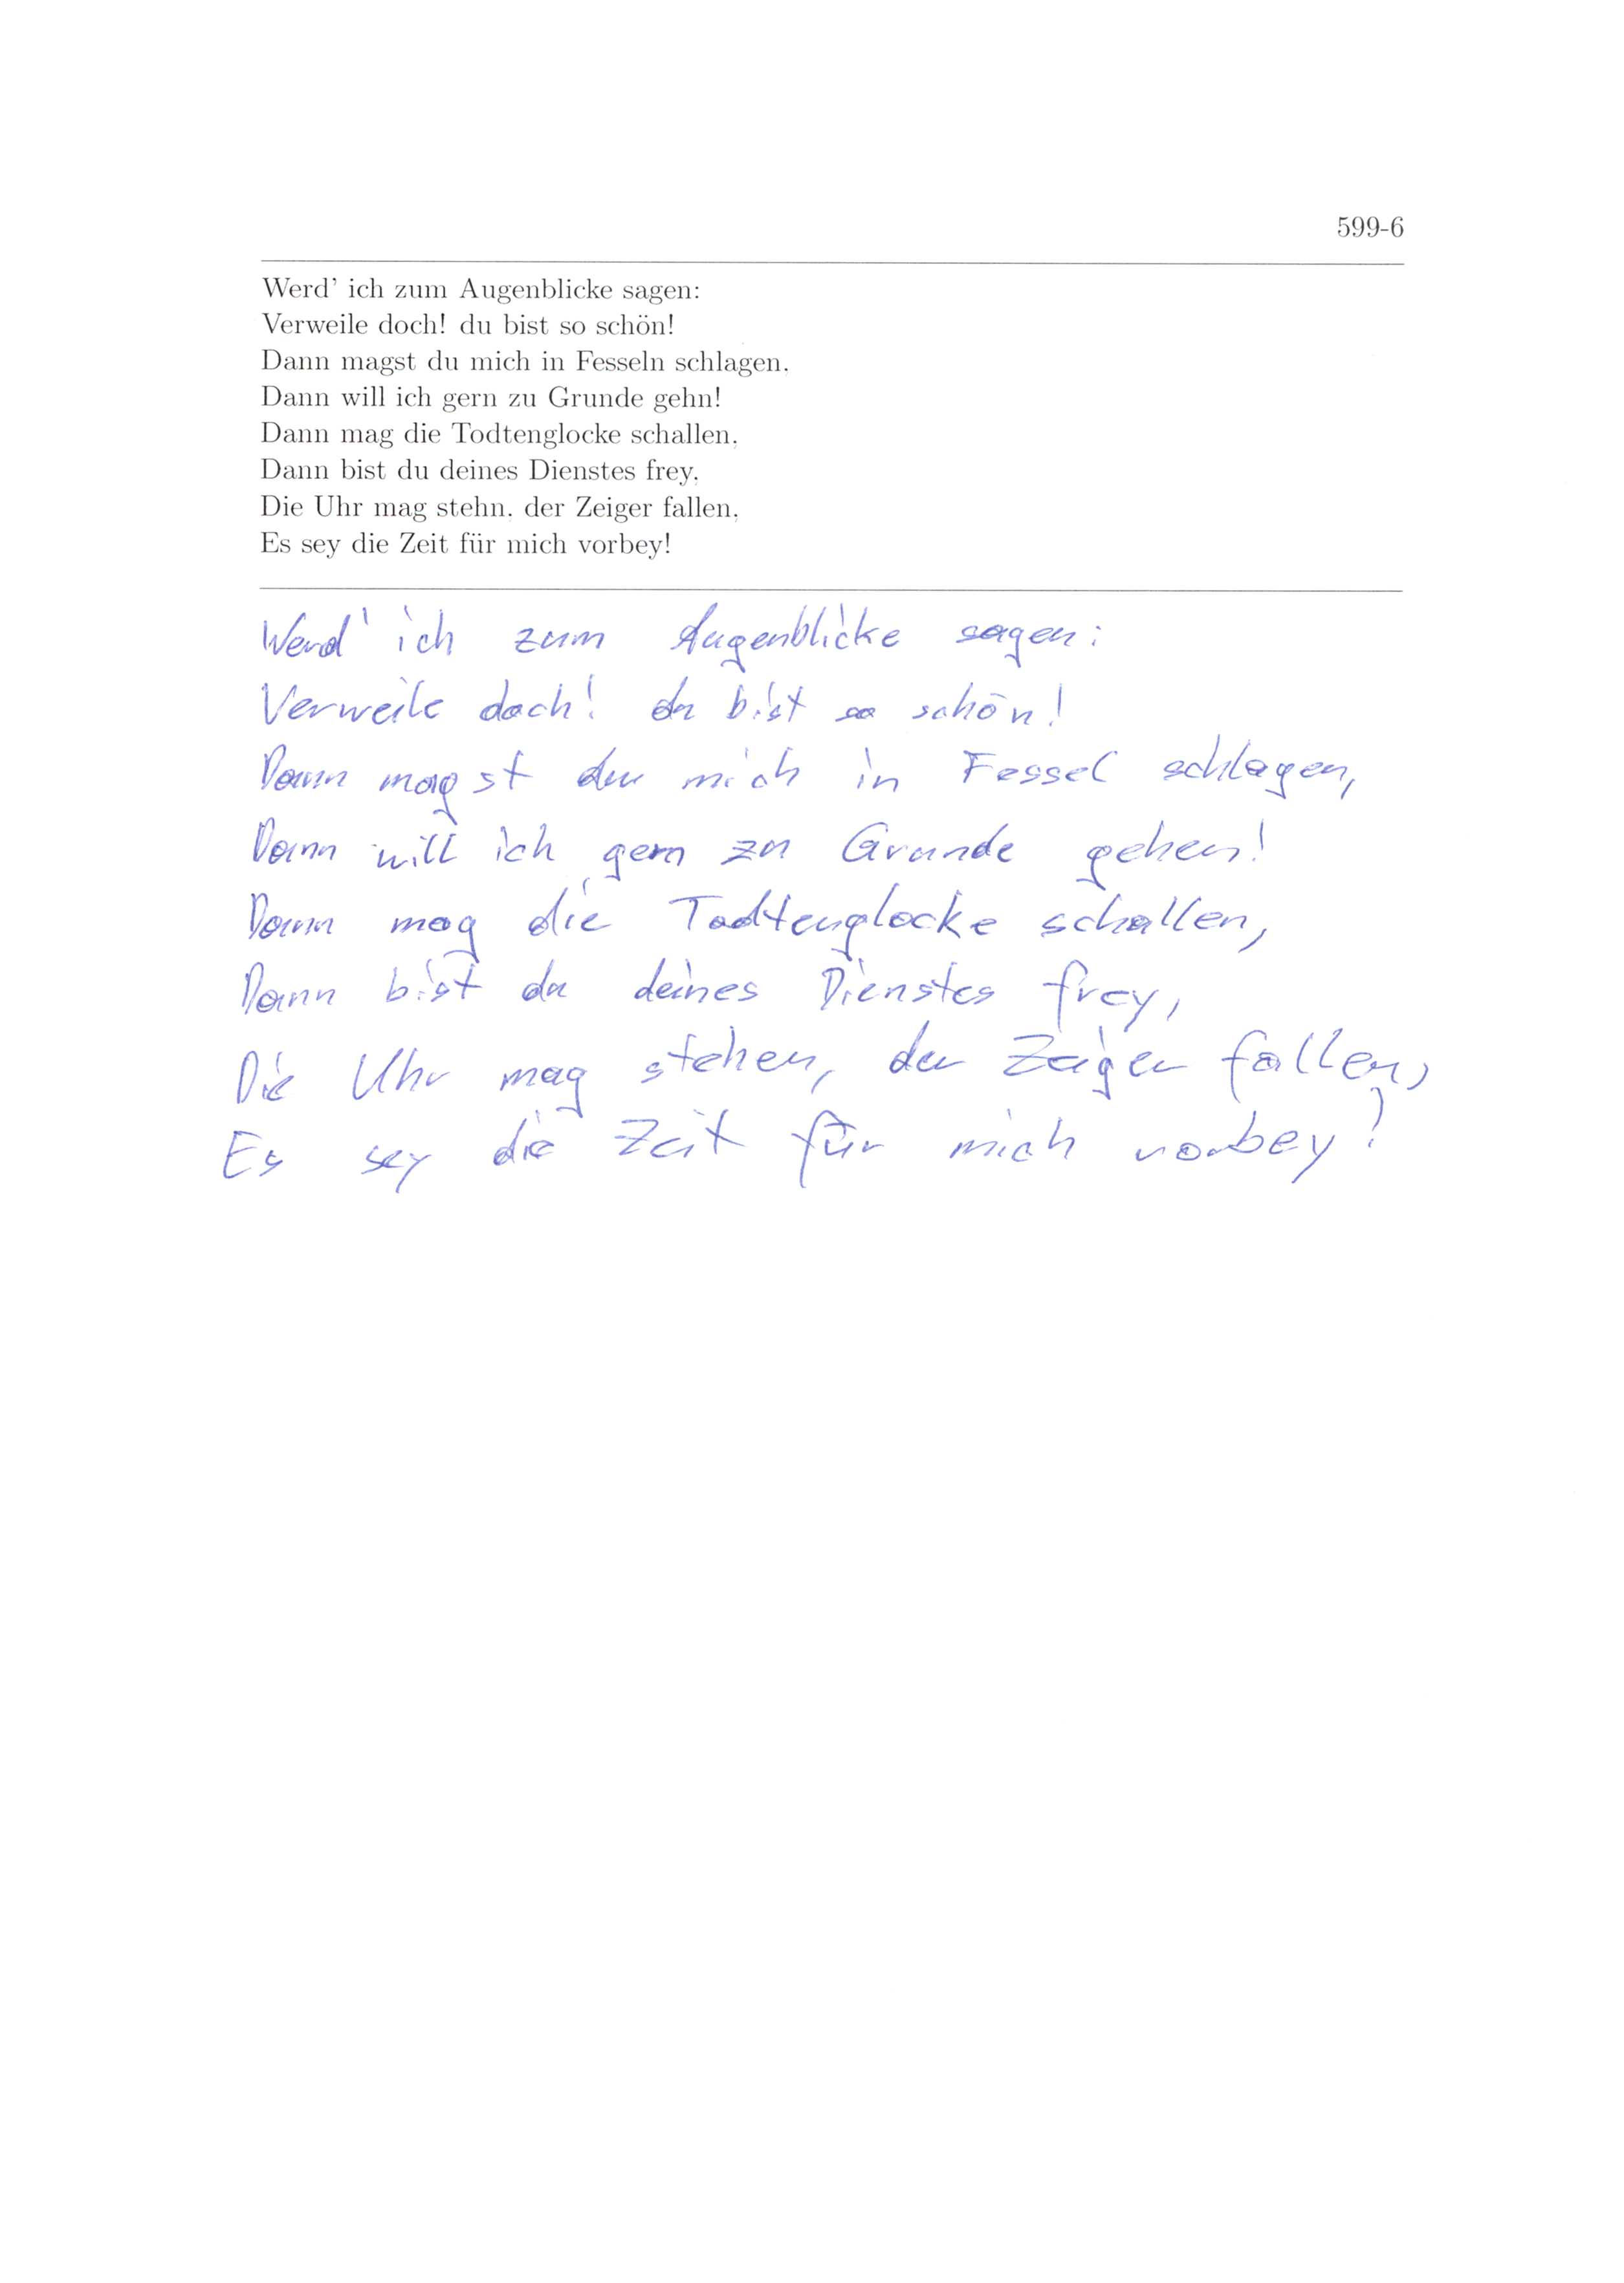 599-6
Werd' ich zum Augenblicke sagen:
Verweile doch! du bist so schön!
Dann magst du mich in Fesseln schlagen,
Dann will ich gern zu Grunde gehn!
Dann mag die Todtenglocke schallen,
Dann bist du deines Dienstes frey,
Die Uhr mag stehn, der Zeiger fallen,
Es sey die Zeit für mich vorbey!
Werd' ich zum Augenblicke sagen:
Verweile doch! du bist so schön!
Dann magst du mich in Fessel schlagen,
Dann will ich gern zu Grunde gehen!
Dann mag die Todtenglocke schallen,
Dann bist du deines Dienstes frey,
Die Uhr mag stehen, der Zeiger fallen,
Es sey die Zeit für mich vorbey!